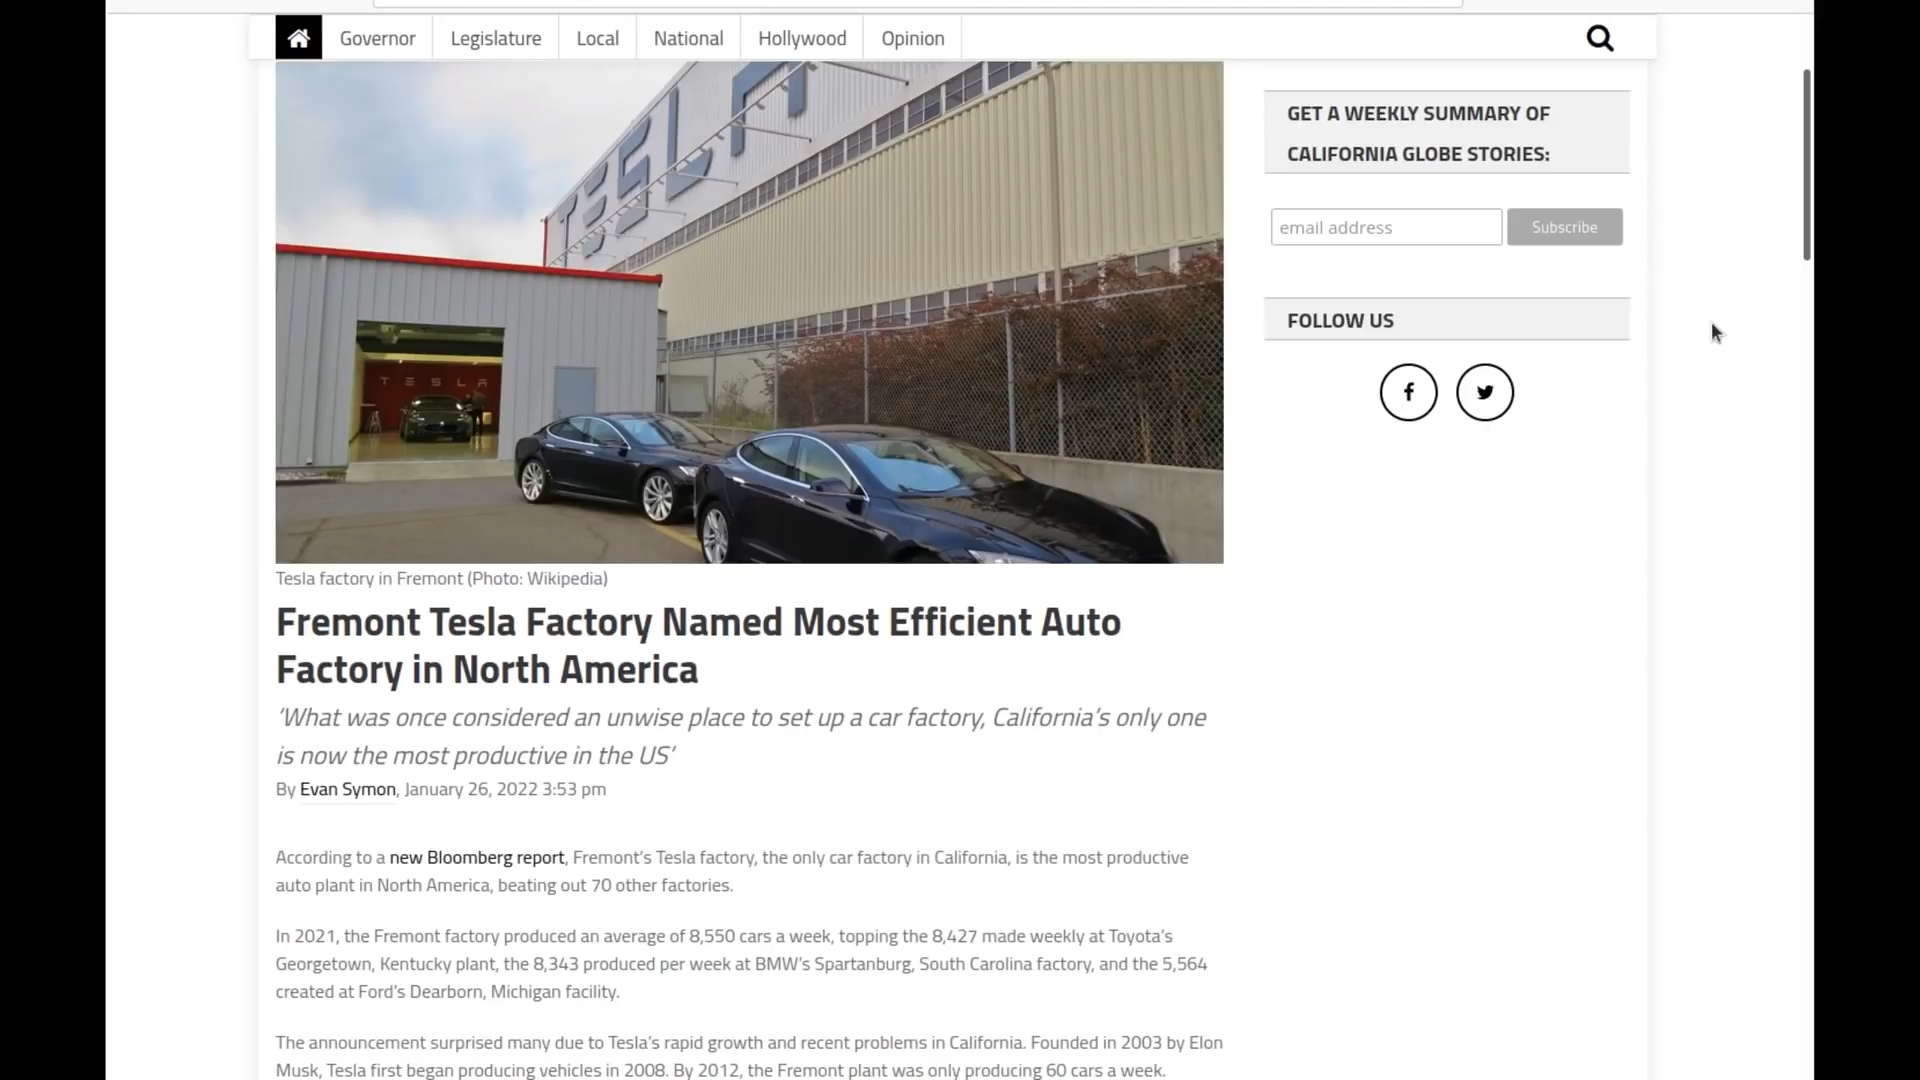 Governor Legislature Local National Hollywood Opinion
TESLA
TESLA
GET A WEEKLY SUMMARY OF
CALIFORNIA GLOBE STORIES:
email address Subscribe
FOLLOW US
Tesla factory in Fremont (Photo: Wikipedia)
Fremont Tesla Factory Named Most Efficient Auto
Factory in North America
‘What was once considered an unwise place to set up a car factory, California’s only one
is now the most productive in the US’
By Evan Symon, January 26, 2022 3:53 pm
According to a new Bloomberg report, Fremont’s Tesla factory, the only car factory in California, is the most productive
auto plant in North America, beating out 70 other factories.
In 2021, the Fremont factory produced an average of 8,550 cars a week, topping the 8,427 made weekly at Toyota’s
Georgetown, Kentucky plant, the 8,343 produced per week at BMW’s Spartanburg, South Carolina factory, and the 5,564
created at Ford’s Dearborn, Michigan facility.
The announcement surprised many due to Tesla’s rapid growth and recent problems in California. Founded in 2003 by Elon
Musk, Tesla first began producing vehicles in 2008. By 2012, the Fremont plant was only producing 60 cars a week.